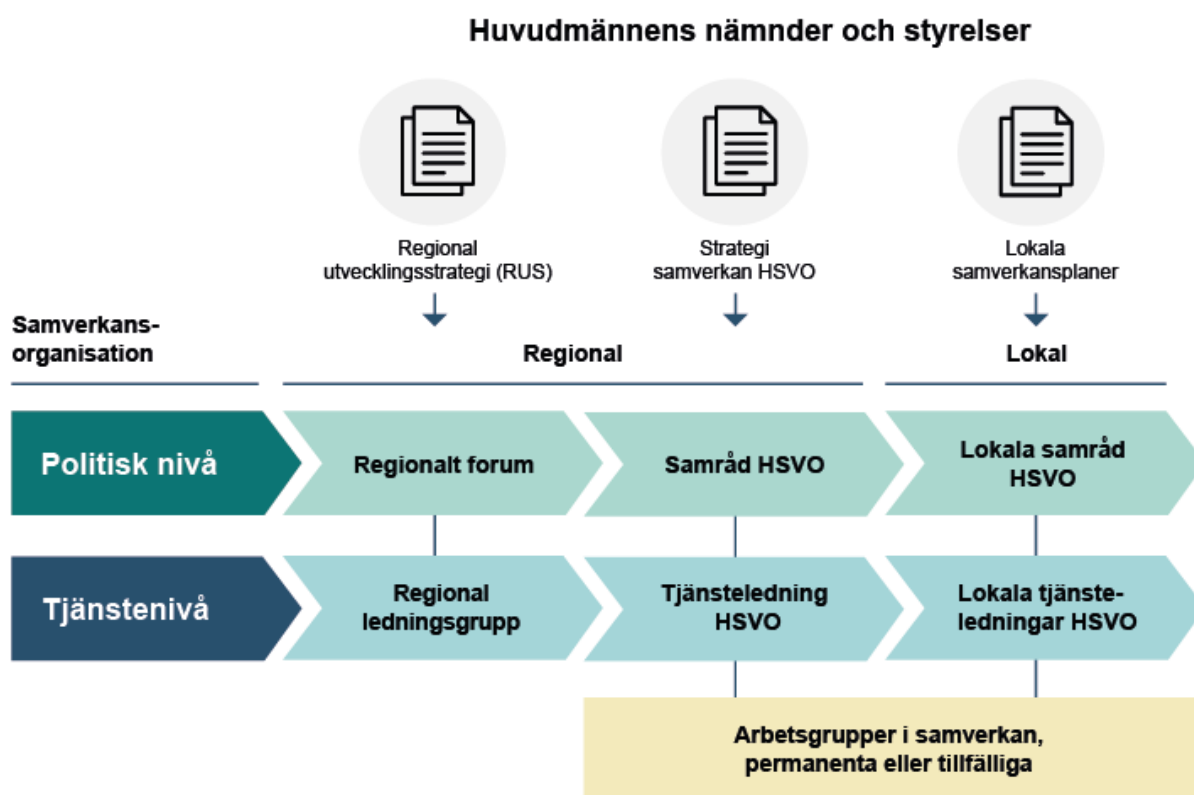 Huvudmännens nämnder och styrelser
Regional
utvecklingsstrategi (RUS)
Strategi
samverkan HSVO
Lokala
samverkansplaner
Samverkans-
organisation
Regional
Lokal
Politisk nivå
Regionalt forum
Samråd HSVO
Lokala samråd
HSVO
Tjänstenivå
Regional
ledningsgrupp
Tjänsteledning
HSVO
Lokala tjänste-
ledningar HSVO
Arbetsgrupper i samverkan,
permanenta eller tillfälliga